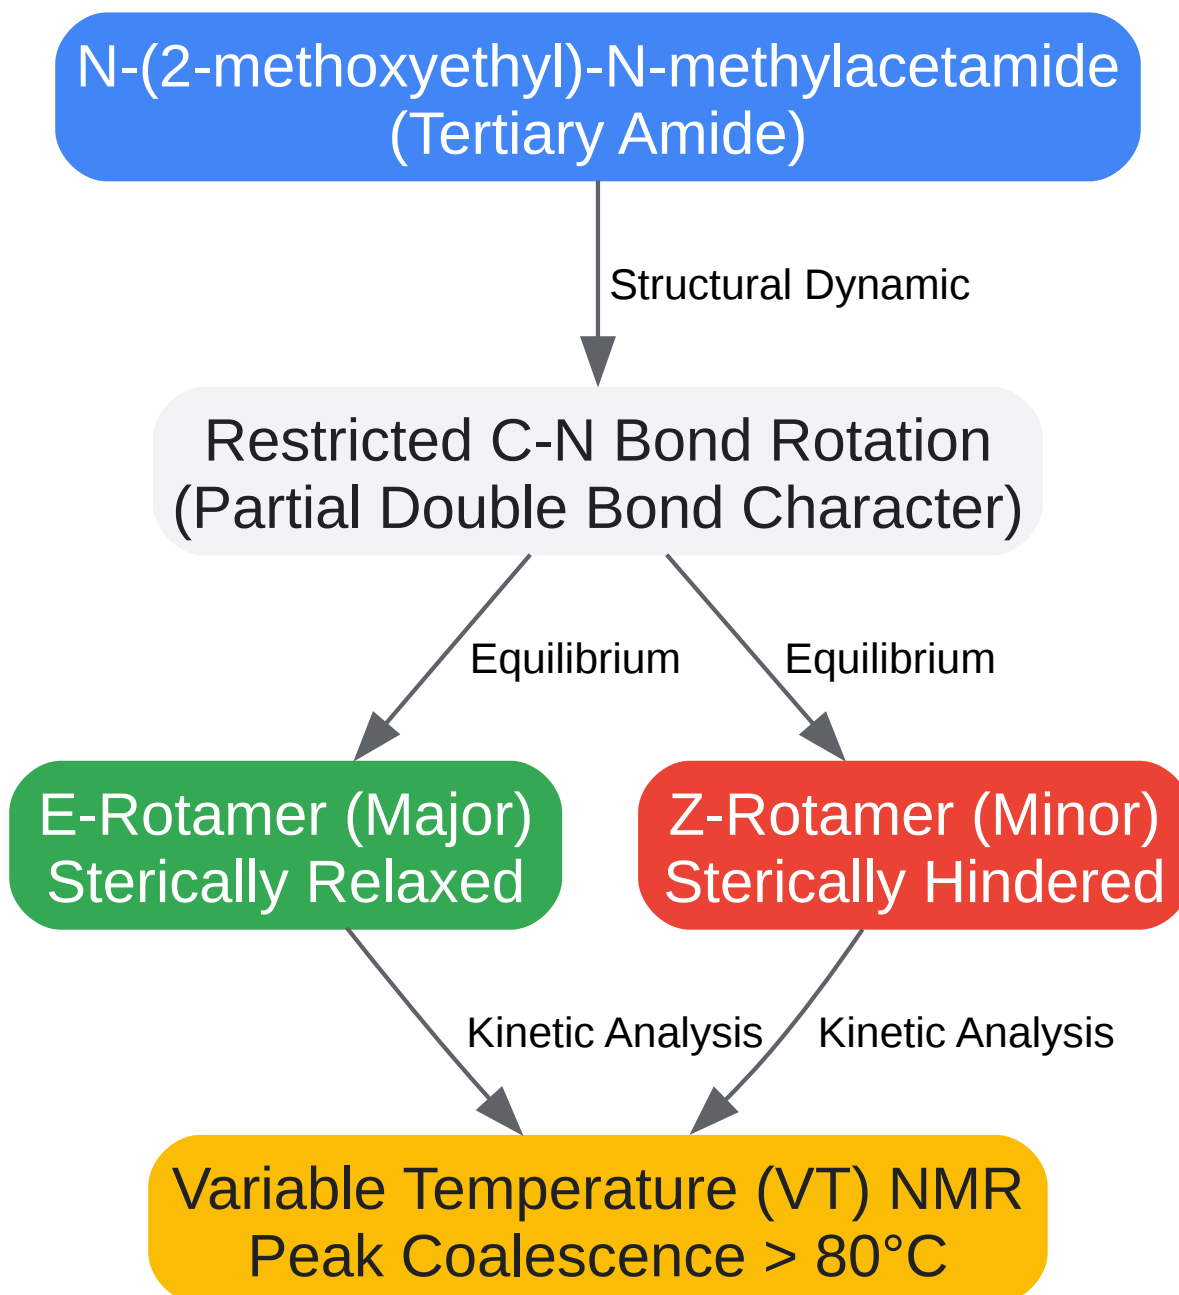 N-(2-methoxyethyl)-N-methylacetamide
(Tertiary Amide)
Structural Dynamic
Restricted C-N Bond Rotation
(Partial Double Bond Character)
Equilibrium
Equilibrium
E-Rotamer (Major)
Sterically Relaxed
Z-Rotamer (Minor)
Sterically Hindered
Kinetic Analysis
Kinetic Analysis
Variable Temperature (VT) NMR
Peak Coalescence > 80°C